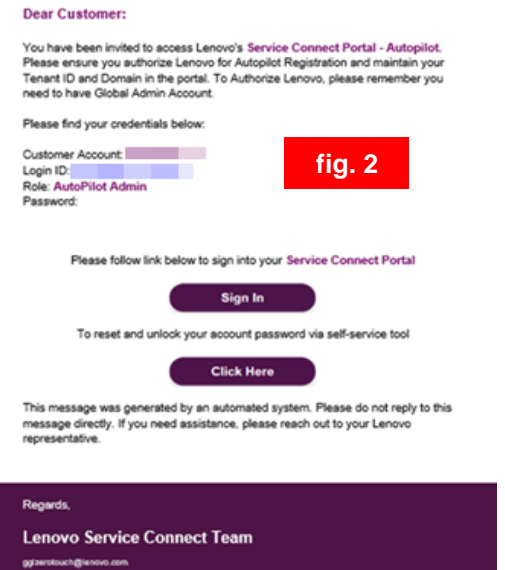 Dear Customer:
You have been invited to access Lenovo's Service Connect Portal - Autopilot.
Please ensure you authorize Lenovo for Autopilot Registration and maintain your
Tenant ID and Domain in the portal. To Authorize Lenovo, please remember you
need to have Global Admin Account.
Please find your credentials below:
Customer Account:
fig. 2
Login ID:
Role: AutoPilot Admin
Password:
Please follow link below to sign into your Service Connect Portal
Sign In
To reset and unlock your account password via self-service tool
Click Here
This message was generated by an automated system. Please do not reply to this
message directly. If you need assistance, please reach out to your Lenovo
representative.
Regards,
Lenovo Service Connect Team
gglzerotouch@lenovo.com